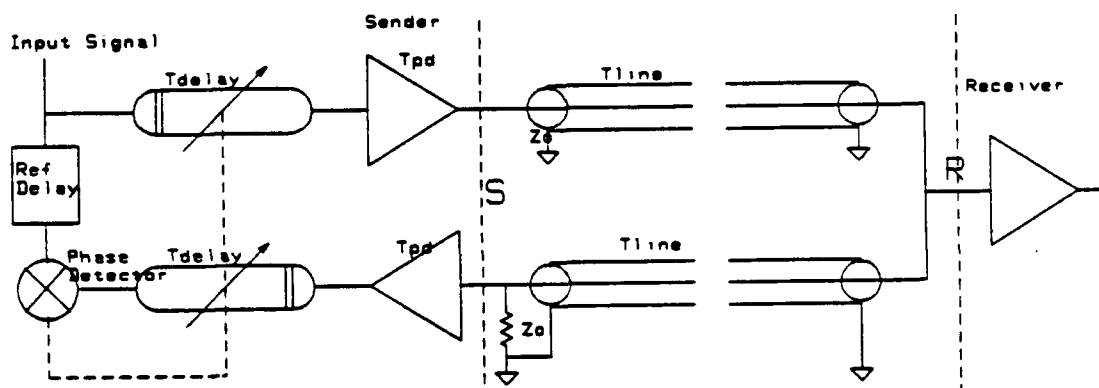 Sender
Input Signal
Tdelay
Tpd
Tline
Receiver
Zo
Ref
Delay
S
R
Phase
Detector
Tdelay
Tpd
Tline
Zo